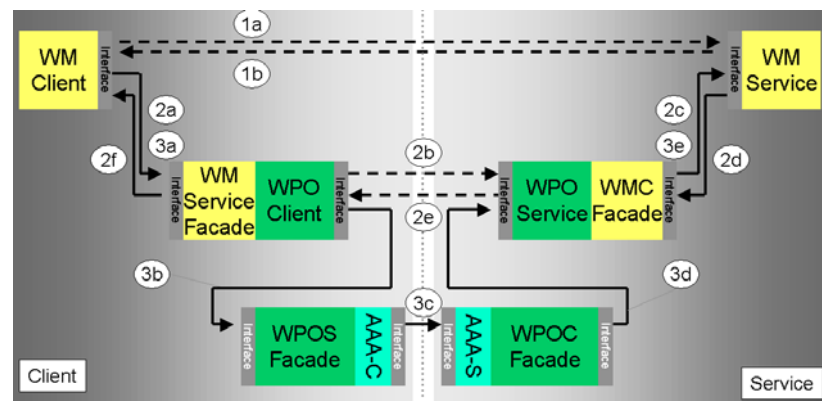 1a
WM
Client
Interface
Interface
WM
Service
1b
2a
2c
3a
3e
2f
2b
2d
Interface
WM
Service
Facade
WPO
Client
Interface
Interface
WPO
Service
WMC
Facade
Interface
2e
3b
3d
3c
Interface
WPOS
Facade
AAA-C
Interface
Interface
AAA-S
WPOC
Facade
Interface
Client
Service